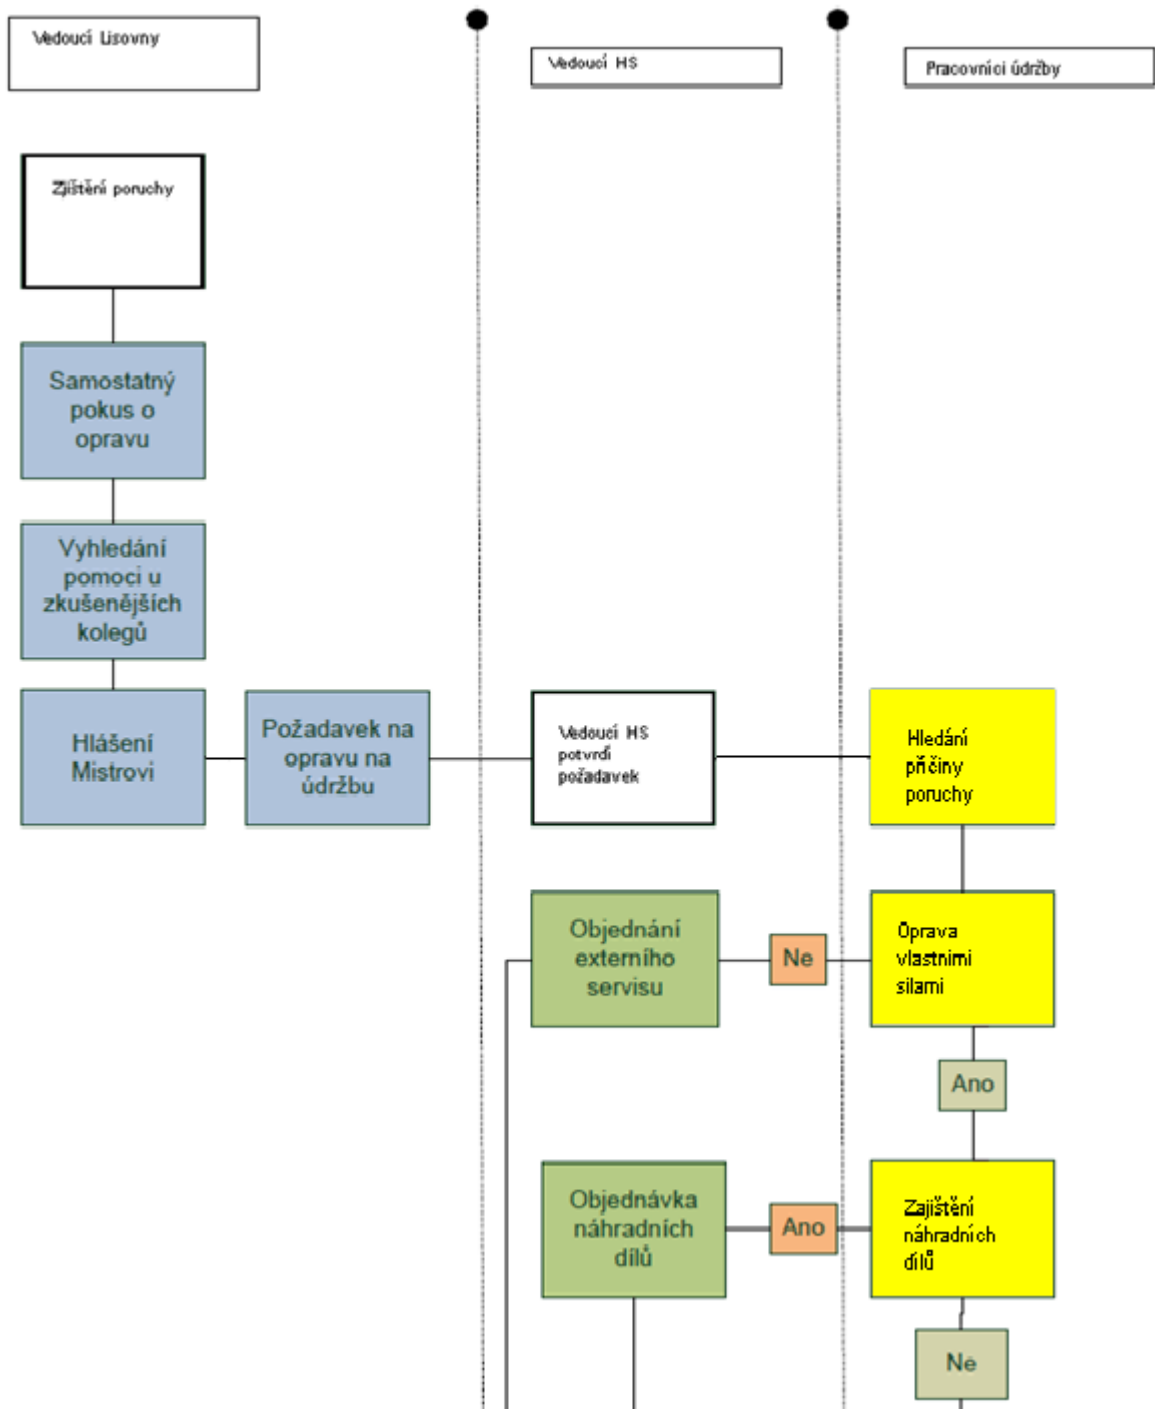 Vedoucí Lisovny
Vedoucí HS
Pracovníci údržby
Zjištění poruchy
Samostatný
pokus o
opravu
Vyhledání
pomoci u
zkušenějších
kolegů
Hlášení
Mistrovi
Požadavek na
opravu na
údržbu
Vedoucí HS
potvrdí
požadavek
Hledání
příčiny
poruchy
Objednání
externího
servisu
Ne
Oprava
vlastními
silami
Ano
Objednávka
náhradních
dílů
Ano
Zajištění
náhradních
dílů
Ne